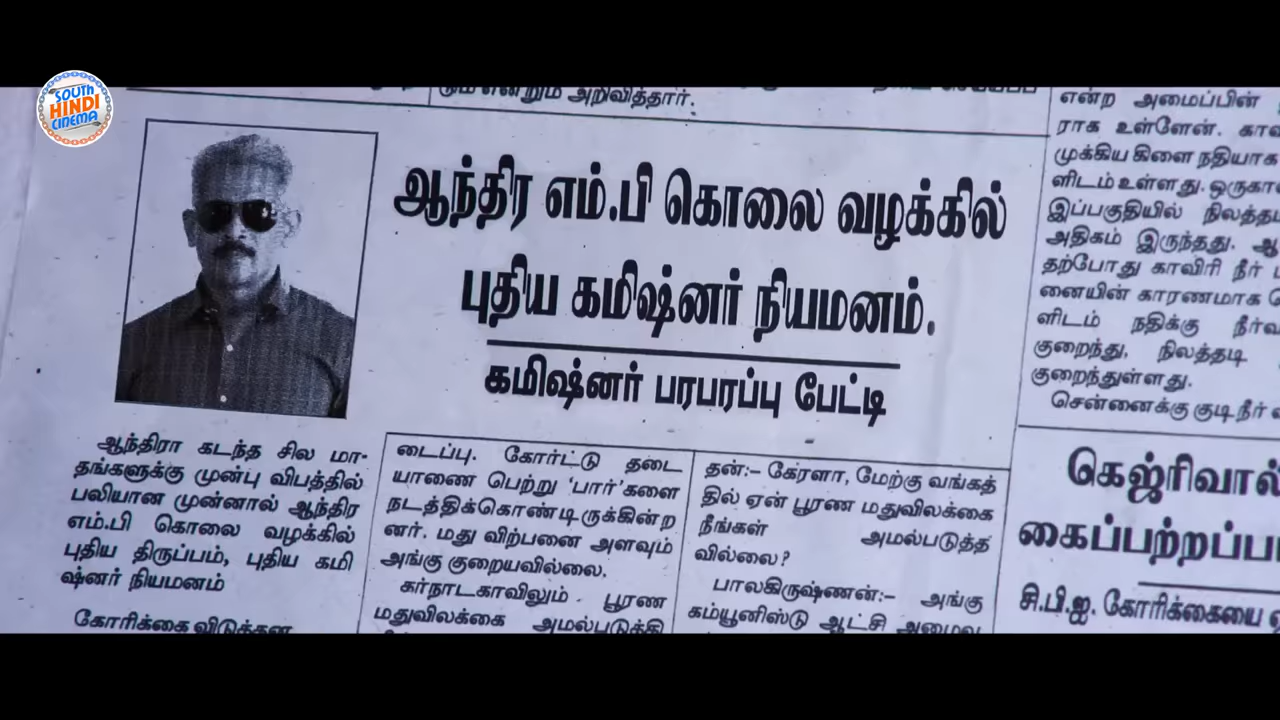 SOUTH
HINDI
CINEMA
டும் என்றும் அறிவித்தார்.
ஆந்திர எம்.பி கொலை வழக்கில்
புதிய கமிஷ்னர் நியமனம்.
கமிஷ்னர் பரபரப்பு பேட்டி
ஆந்திரா கடந்த சில மா-
தங்களுக்கு முன்பு விபத்தில்
பலியான முன்னால் ஆந்திர
எம்.பி கொலை வழக்கில்
புதிய திருப்பம், புதிய கமி
ஷ்னர் நியமனம்
கோரிக்கை விடுத்தன
டைப்பு. கோர்ட்டு தடை
யாணை பெற்று 'பார்'களை
நடத்திக்கொண்டிருக்கின்ற
னர். மது விற்பனை அளவும்
அங்கு குறையவில்லை.
கர்நாடகாவிலும் பூரண
மதுவிலக்கை அமல்படுத்தி
தன்:– கேரளா, மேற்கு வங்கத்
தில் ஏன் பூரண மதுவிலக்கை
நீங்கள் அமல்படுத்த
வில்லை?
பாலகிருஷ்ணன்:– அங்கு
கம்யூனிஸ்டு ஆட்சி
என்ற அமைப்பின்
ராக உள்ளேன்.
முக்கிய கிளை நதியாக
ளிடம் உள்ளது.
இப்பகுதியில்
அதிகம் இருந்தது.
தற்போது காவிரி நீர்
னையின் காரணமாக
ளிடம் நதிக்கு
குறைந்து, நிலத்தடி
குறைந்துள்ளது.
சென்னைக்கு குடிநீர்
கெஜ்ரிவால்
கைப்பற்றப்ப
சி.பி.ஐ. கோரிக்கையை